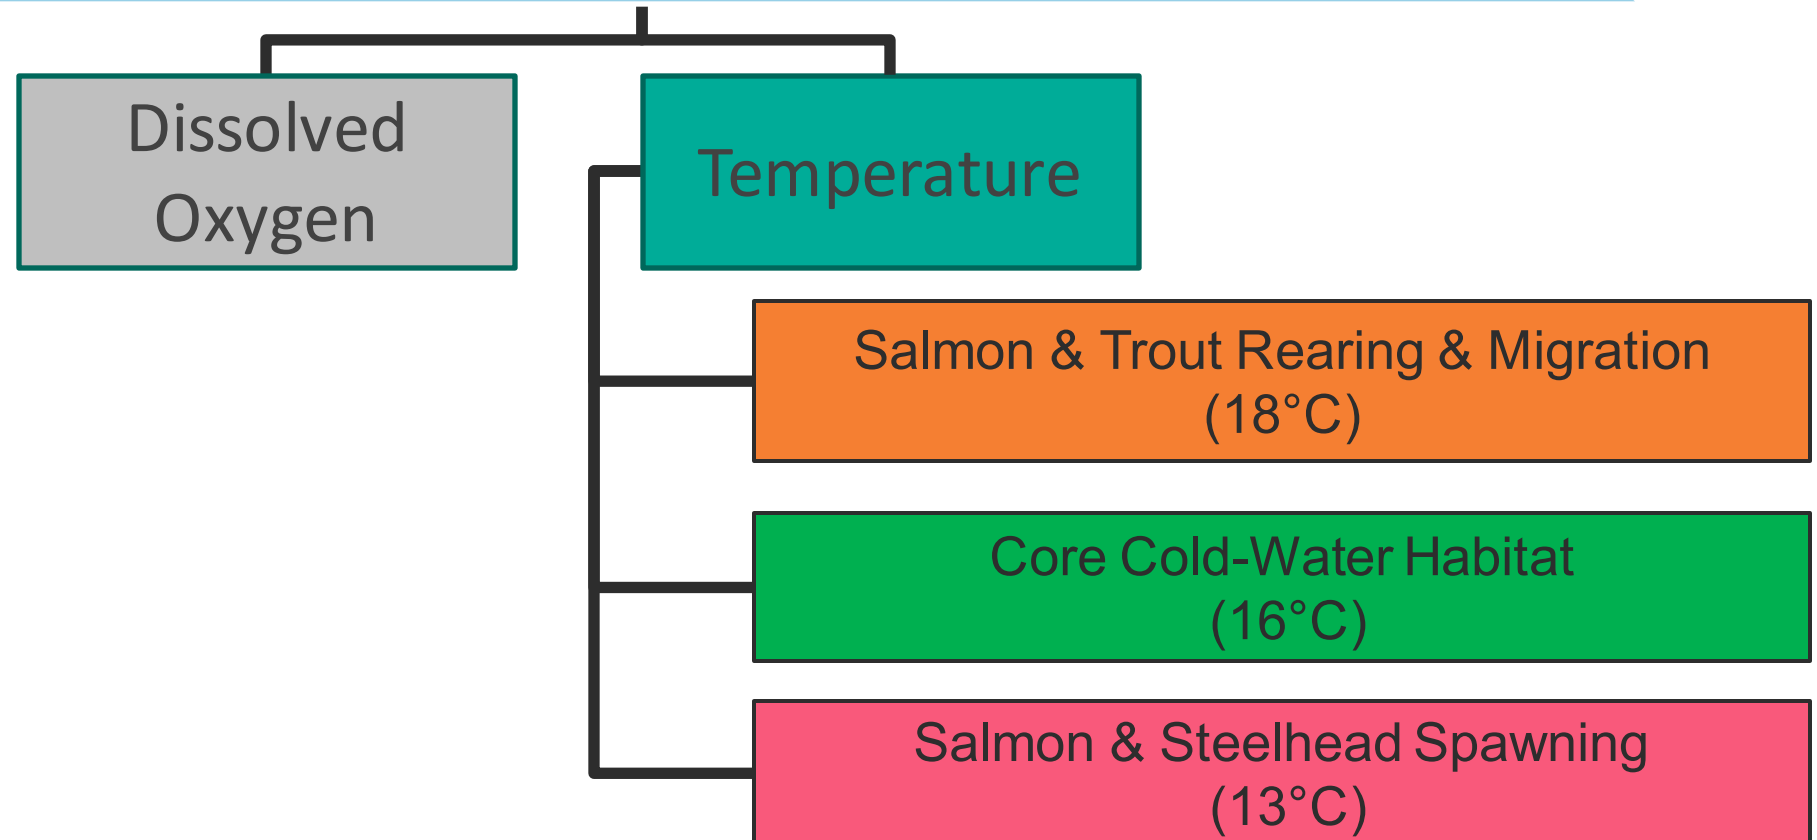 Dissolved
Oxygen
Temperature
Salmon & Trout Rearing & Migration
(18°C)
Core Cold-Water Habitat
(16°C)
Salmon & Steelhead Spawning
(13°C)